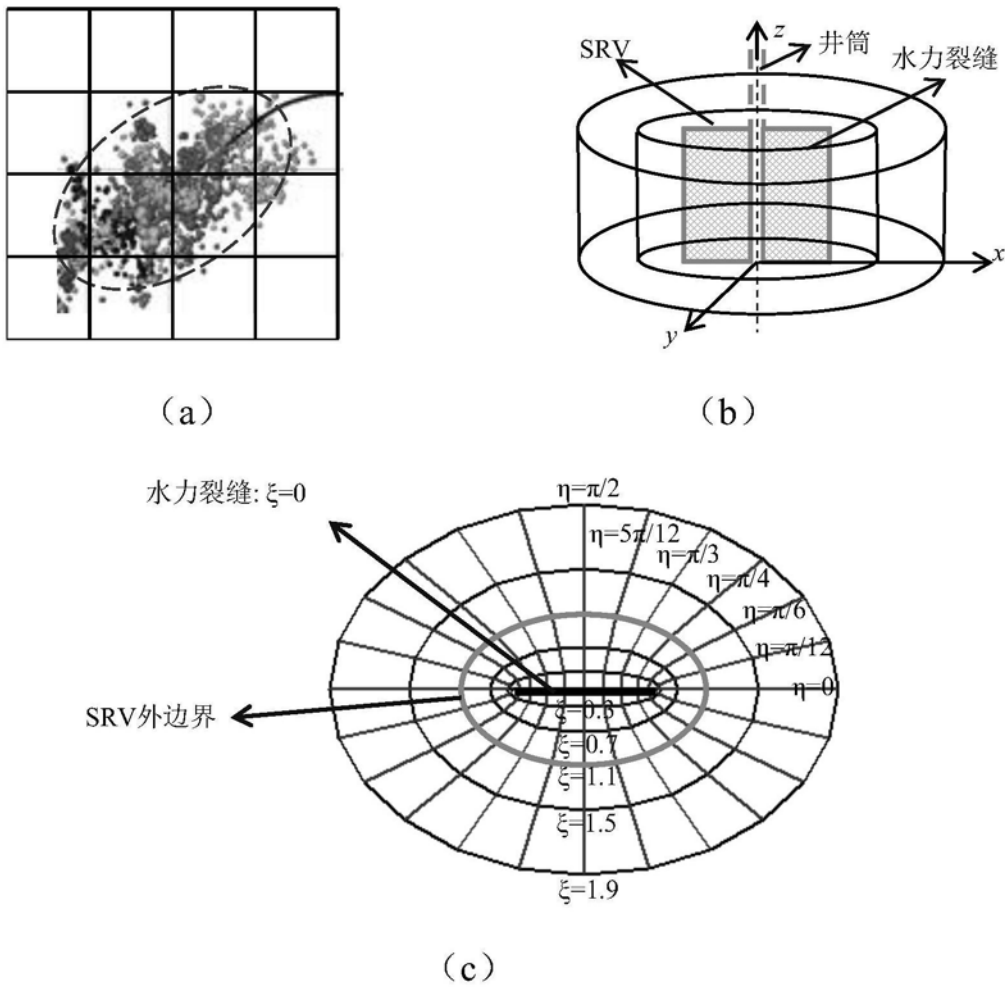 z
井筒
SRV
水力裂缝
x
y
（a）
（b）
水力裂缝: ξ=0
η=π/2
η=5π/12
η=π/3
η=π/4
η=π/6
η=π/12
η=0
SRV外边界
ξ=0.3
ξ=0.7
ξ=1.1
ξ=1.5
ξ=1.9
（c）